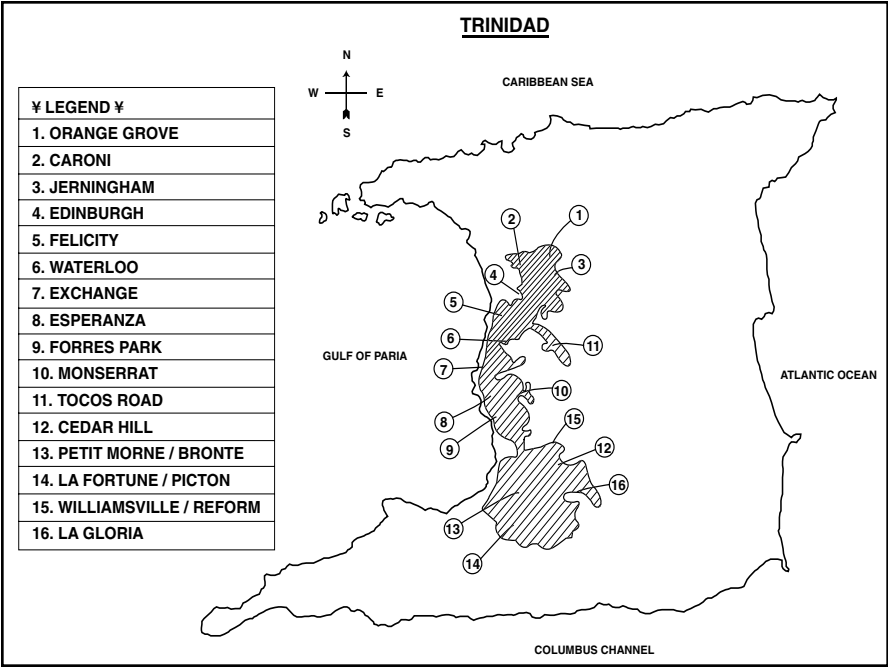 TRINIDAD
N
W E
S
CARIBBEAN SEA
¥ LEGEND ¥
1. ORANGE GROVE
2. CARONI
3. JERNINGHAM
4. EDINBURGH
5. FELICITY
6. WATERLOO
7. EXCHANGE
8. ESPERANZA
9. FORRES PARK
10. MONSERRAT
11. TOCOS ROAD
12. CEDAR HILL
13. PETIT MORNE / BRONTE
14. LA FORTUNE / PICTON
15. WILLIAMSVILLE / REFORM
16. LA GLORIA
2
1
3
4
5
6
11
GULF OF PARIA
7
ATLANTIC OCEAN
10
8
15
9
12
16
13
14
COLUMBUS CHANNEL